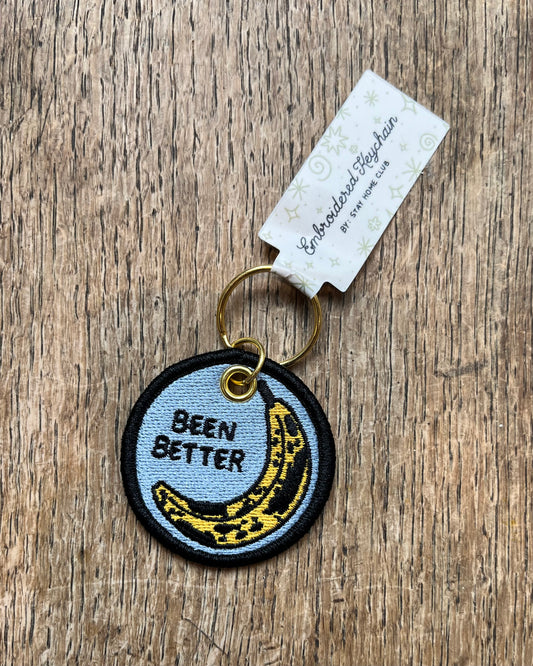 Embroidered Keychain
BY: STAY HOME CLUB
BEEN
BETTER